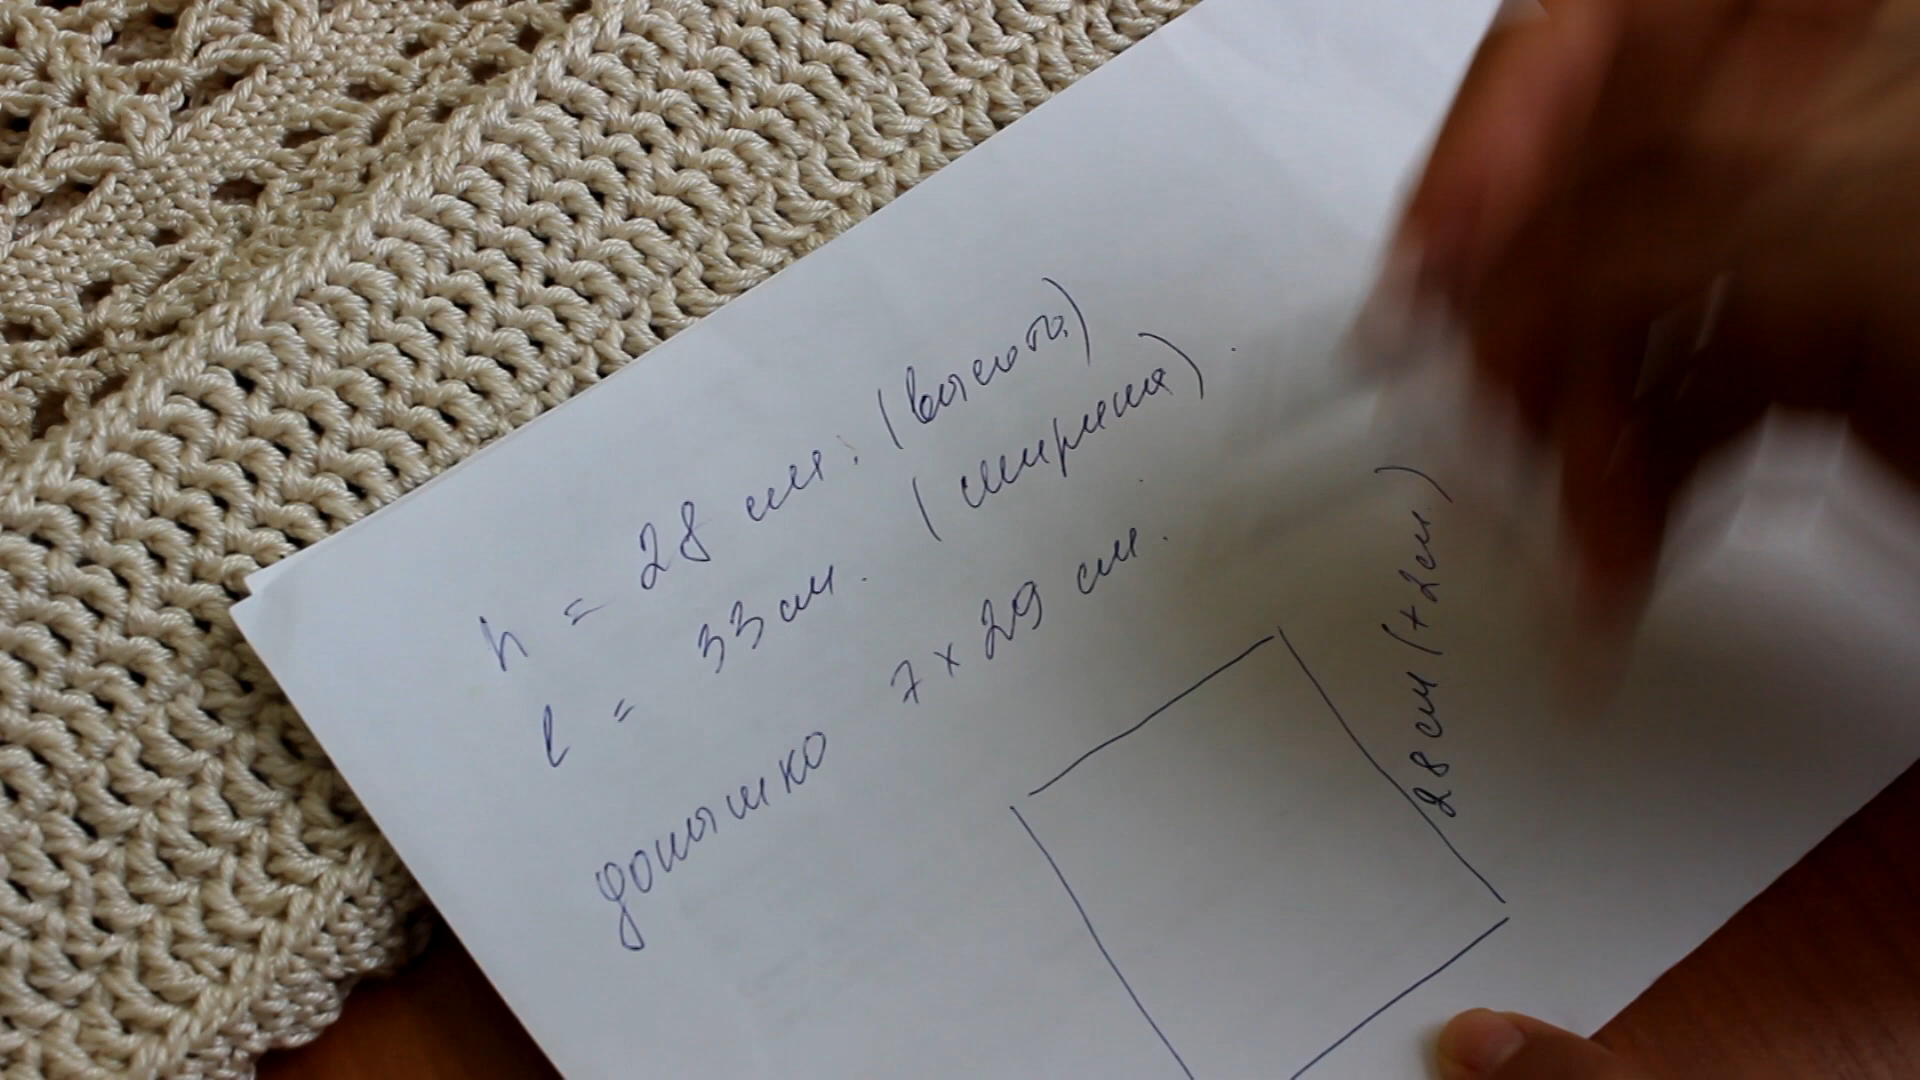 h = 28 см. (высота)
l = 33 см. (ширина).
донышко 7 x 29 см.
28 см (+2см)